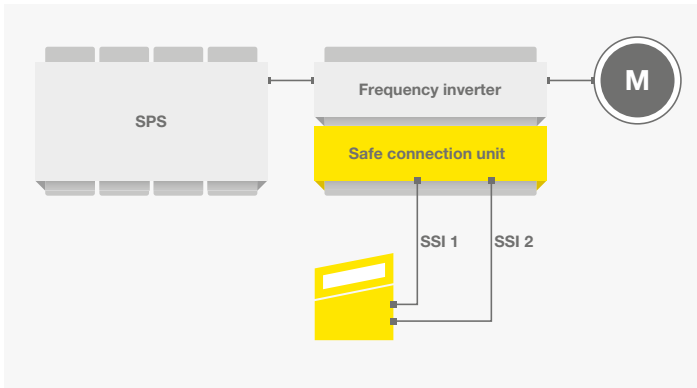 SPS
Frequency inverter
M
Safe connection unit
SSI 1
SSI 2